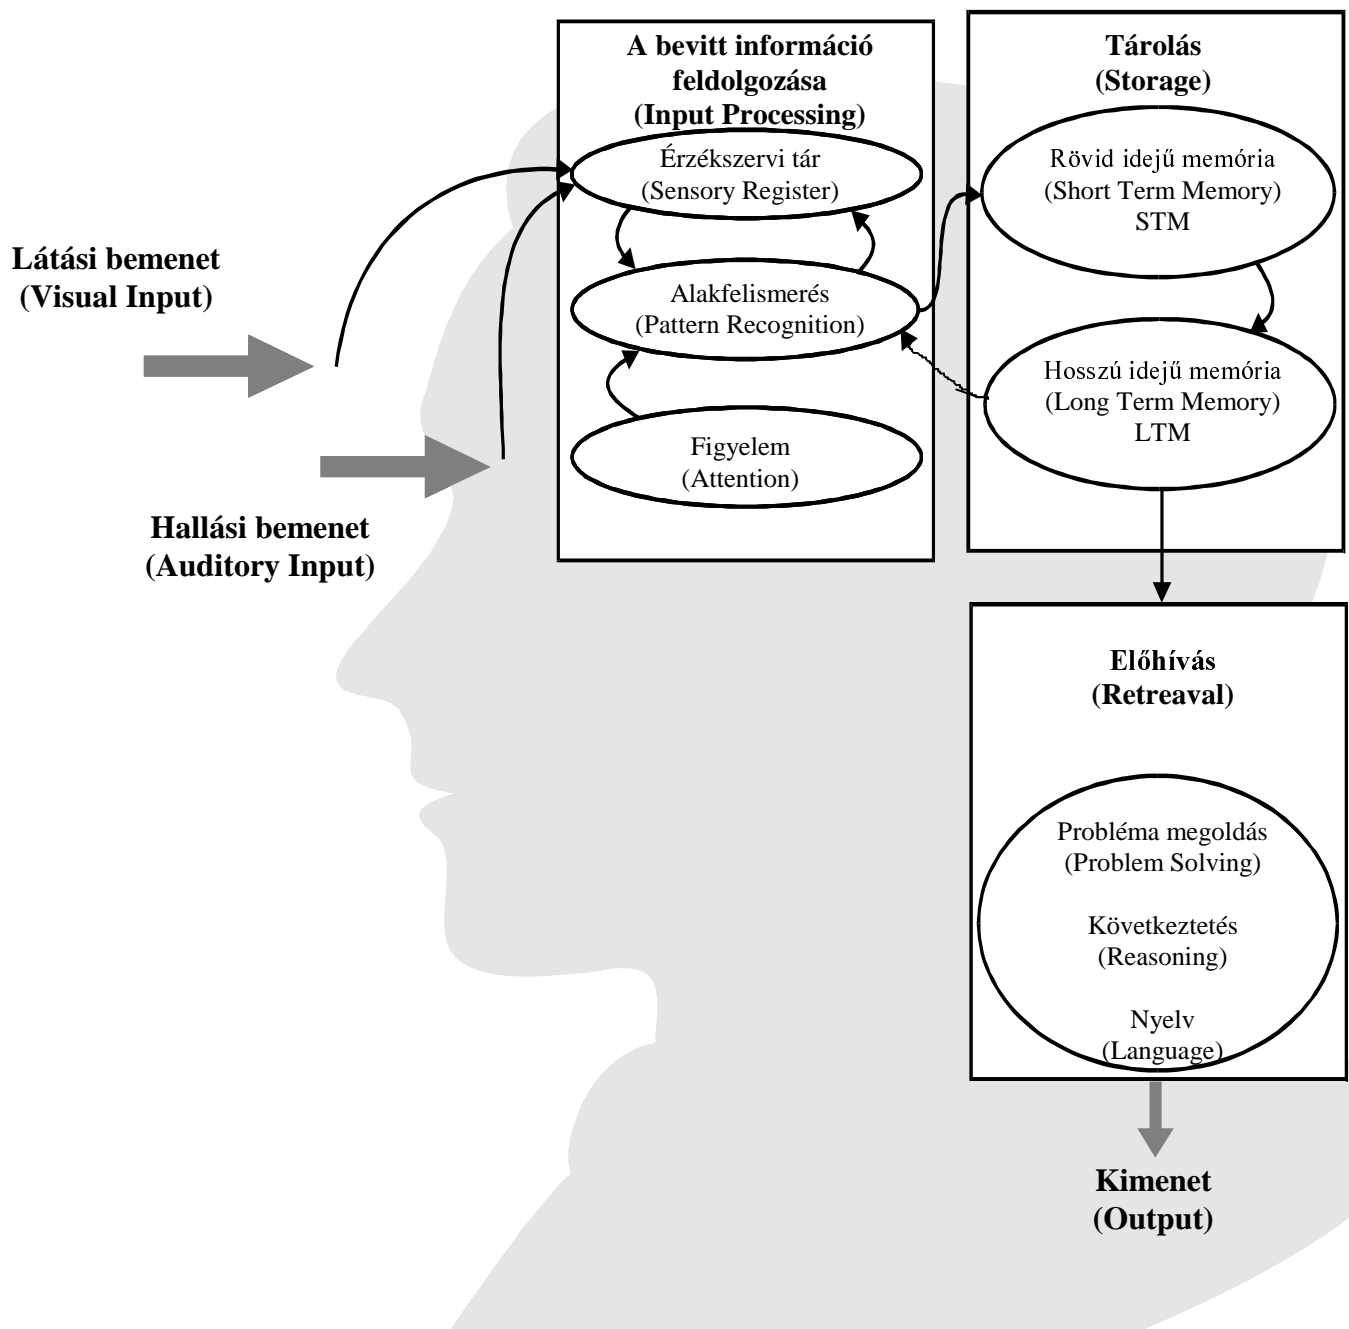 A bevitt információ
feldolgozása
(Input Processing)
Érzékszervi tár
(Sensory Register)
Alakfelismerés
(Pattern Recognition)
Figyelem
(Attention)
Tárolás
(Storage)
Rövid idejű memória
(Short Term Memory)
STM
Hosszú idejű memória
(Long Term Memory)
LTM
Látási bemenet
(Visual Input)
Hallási bemenet
(Auditory Input)
Előhívás
(Retreaval)
Probléma megoldás
(Problem Solving)
Következtetés
(Reasoning)
Nyelv
(Language)
Kimenet
(Output)